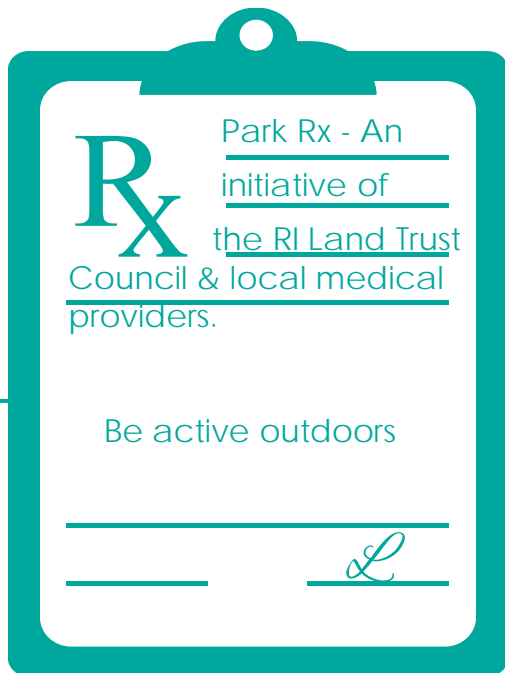 Rx
Park Rx - An
initiative of
the RI Land Trust
Council & local medical
providers.
Be active outdoors
L